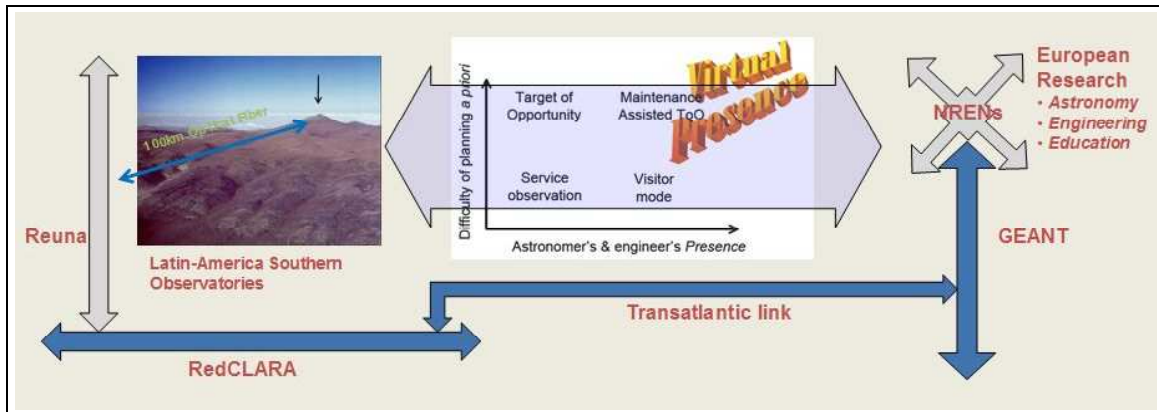 100km Optical Fiber
Reuna
Latin-America Southern
Observatories
RedCLARA
Difficulty of planning a priori
Target of
Opportunity
Maintenance
Assisted ToO
Service
observation
Visitor
mode
Astronomer's & engineer's Presence
Virtual
Presence
Transatlantic link
NRENs
European
Research
• Astronomy
• Engineering
• Education
GEANT